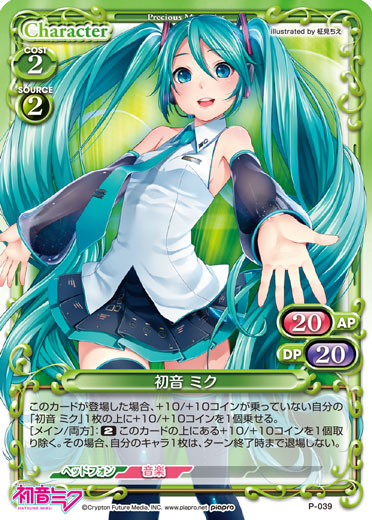 Precious M
Character
illustrated by 柾見ちえ
COST
2
SOURCE
2
20 AP
DP 20
初音 ミク
このカードが登場した場合、+10/+10コインが乗っていない自分の
「初音 ミク」1枚の上に+10/+10コインを1個乗せる。
［メイン/両方］：2 このカードの上にある+10/+10コインを1個取
り除く。その場合、自分のキャラ1枚は、ターン終了時まで退場しない。
ヘッドフォン 音楽
初音ミク
HATSUNE MIKU
©Crypton Future Media, INC. www.piapro.net piapro
P-039